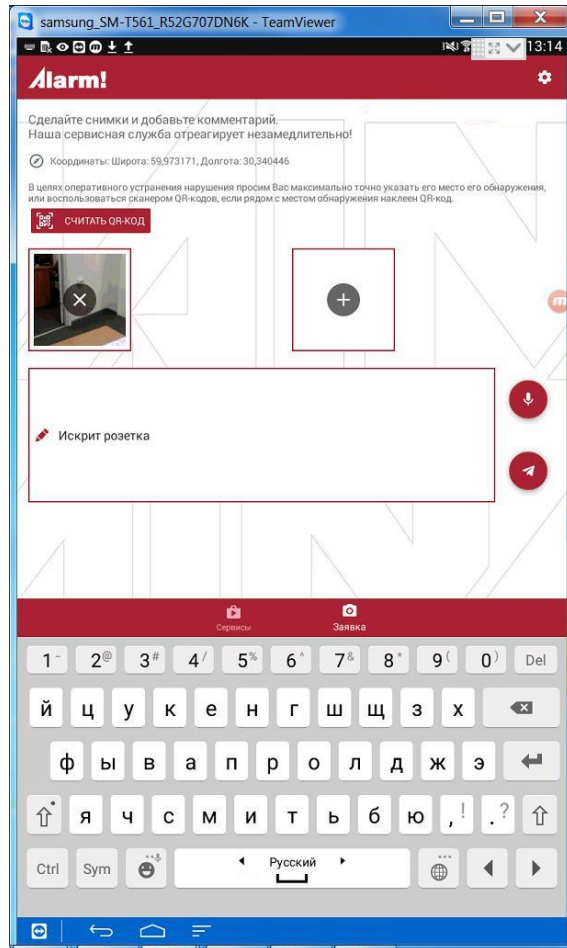 samsung_SM-T561_R52G707DN6K - TeamViewer
13:14
Alarm!
Сделайте снимки и добавьте комментарий.
Наша сервисная служба отреагирует незамедлительно!
Координаты: Широта: 59,973171, Долгота: 30,340446
В целях оперативного устранения нарушения просим Вас максимально точно указать его место его обнаружения,
или воспользоваться сканером QR-кодов, если рядом с местом обнаружения наклеен QR-код.
СЧИТАТЬ QR-КОД
Искрит розетка
Сервисы Заявка
1 - 2 @ 3 # 4 / 5 % 6 ^ 7 & 8 * 9 ( 0 ) Del
й ц у к е н г ш щ з х
ф ы в а п р о л д ж э
я ч с м и т ь б ю , ! . ?
Ctrl Sym Русский